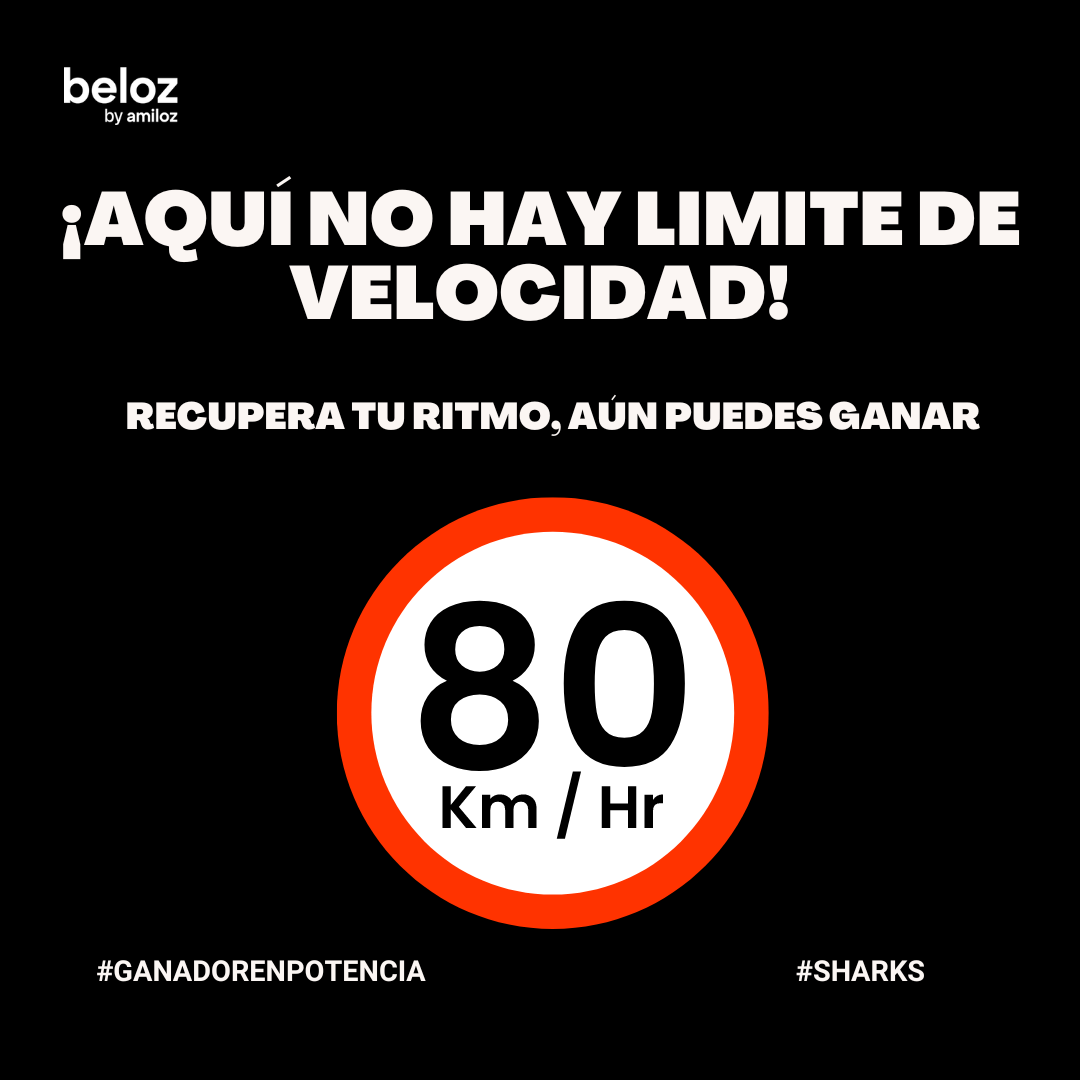 beloz
by amiloz
¡AQUÍ NO HAY LIMITE DE
VELOCIDAD!
RECUPERA TU RITMO, AÚN PUEDES GANAR
80
Km / Hr
#GANADORENPOTENCIA
#SHARKS